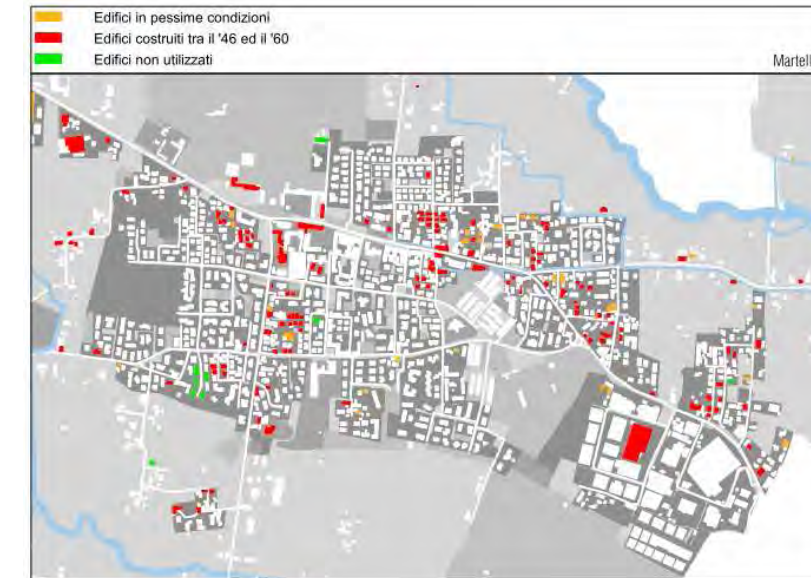 Edifici in pessime condizioni
Edifici costruiti tra il '46 ed il '60
Edifici non utilizzati
Martell